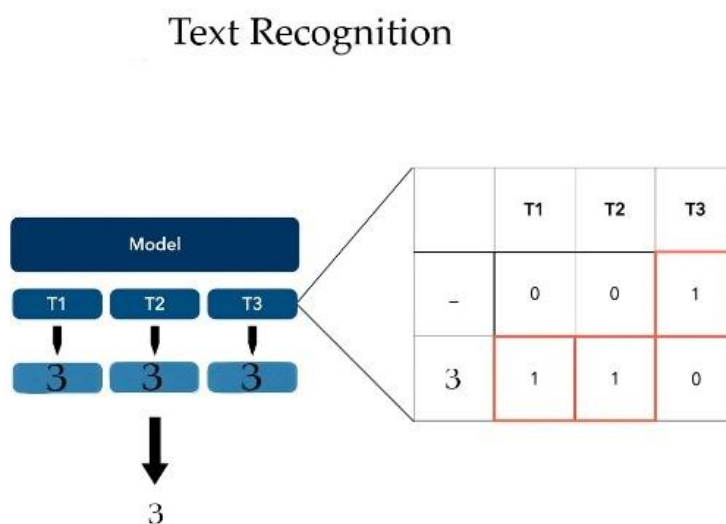 Text Recognition
Model
T1 T2 T3
3 3 3
3
T1 T2 T3
– 0 0 1
3 1 1 0